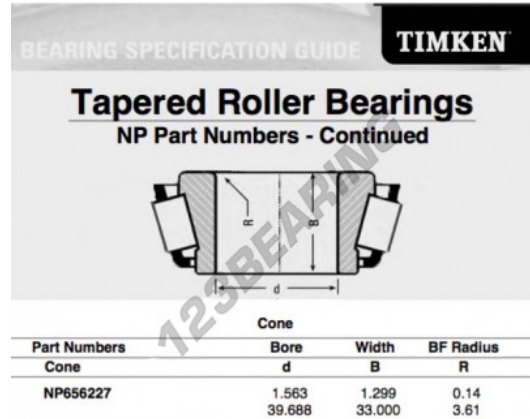 BEARING SPECIFICATION GUIDE
TIMKEN
Tapered Roller Bearings
NP Part Numbers - Continued
R
B
d
123BEARING
Cone
Part Numbers Bore Width BF Radius
Cone d B R
NP656227 1.563 1.299 0.14
39.688 33.000 3.61